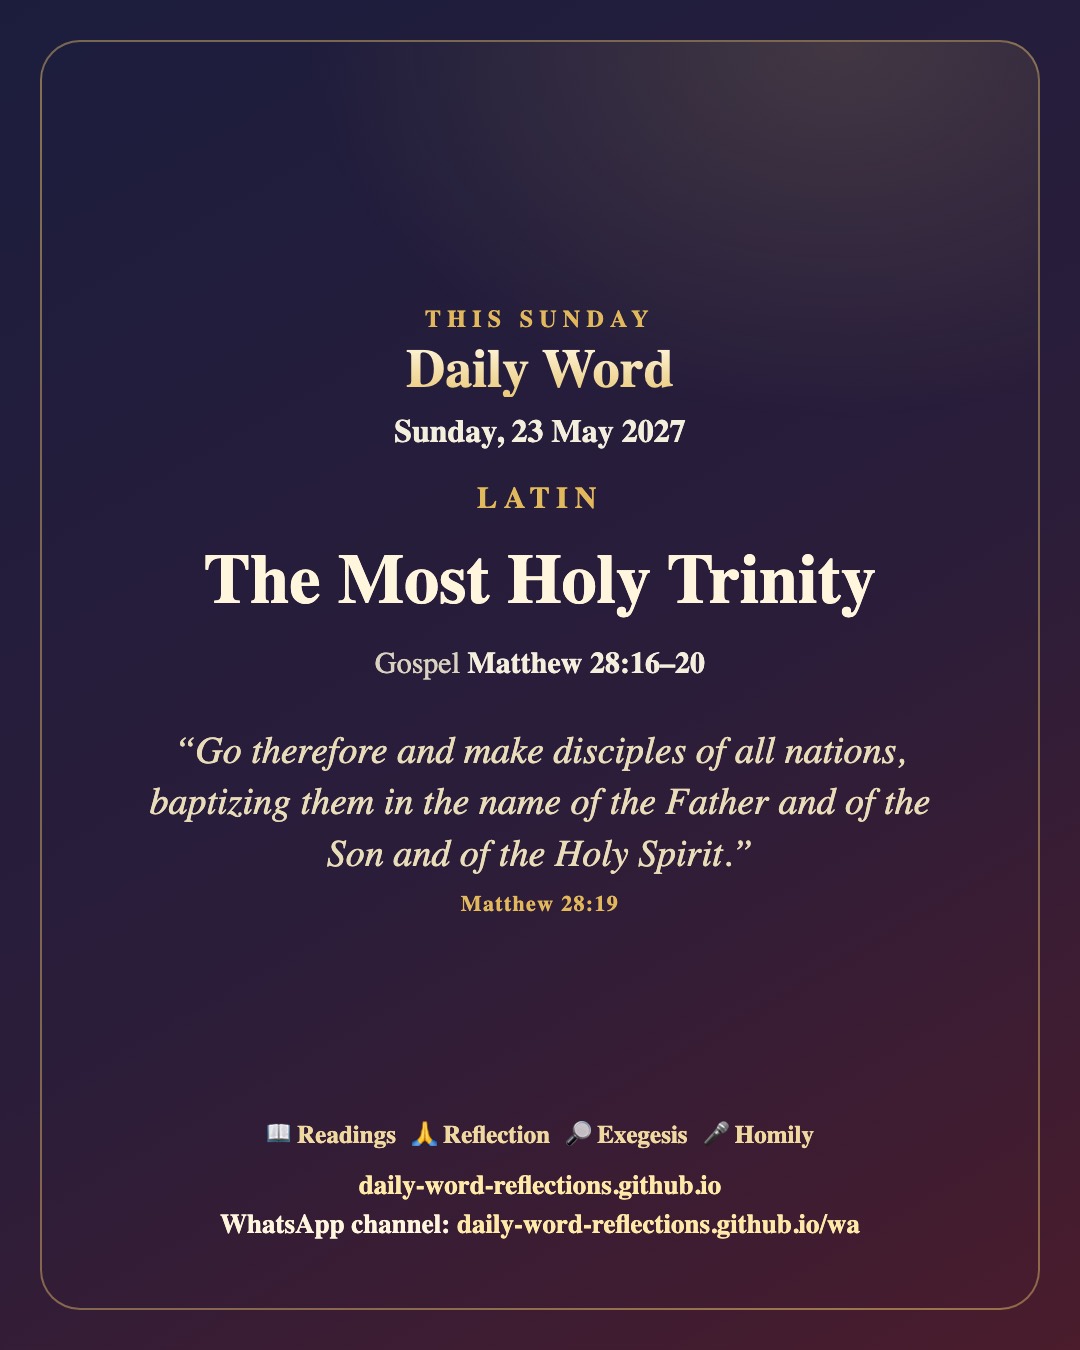 THIS SUNDAY
Daily Word
Sunday, 23 May 2027
LATIN
The Most Holy Trinity
Gospel Matthew 28:16–20
“Go therefore and make disciples of all nations,
baptizing them in the name of the Father and of the
Son and of the Holy Spirit.”
Matthew 28:19
📖 Readings 🙏 Reflection 🔎 Exegesis 🎤 Homily
daily-word-reflections.github.io
WhatsApp channel: daily-word-reflections.github.io/wa